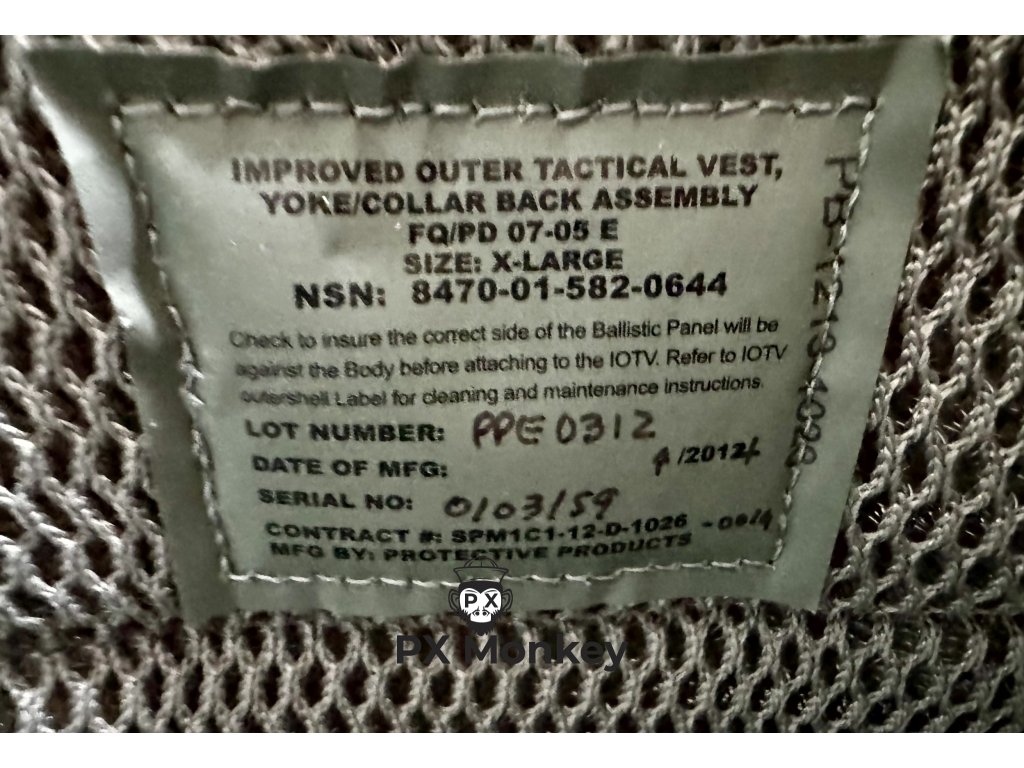 IMPROVED OUTER TACTICAL VEST,
YOKE/COLLAR BACK ASSEMBLY
FQ/PD 07-05 E
SIZE: X-LARGE
NSN: 8470-01-582-0644
Check to insure the correct side of the Ballistic Panel will be
against the Body before attaching to the IOTV. Refer to IOTV
outershell Label for cleaning and maintenance instructions.
LOT NUMBER: PPE0312
DATE OF MFG: /2012
SERIAL NO: 0103159
CONTRACT #: SPM1C1-12-D-1026
MFG BY: PROTECTIVE PRODUCTS
PX
PX Monkey